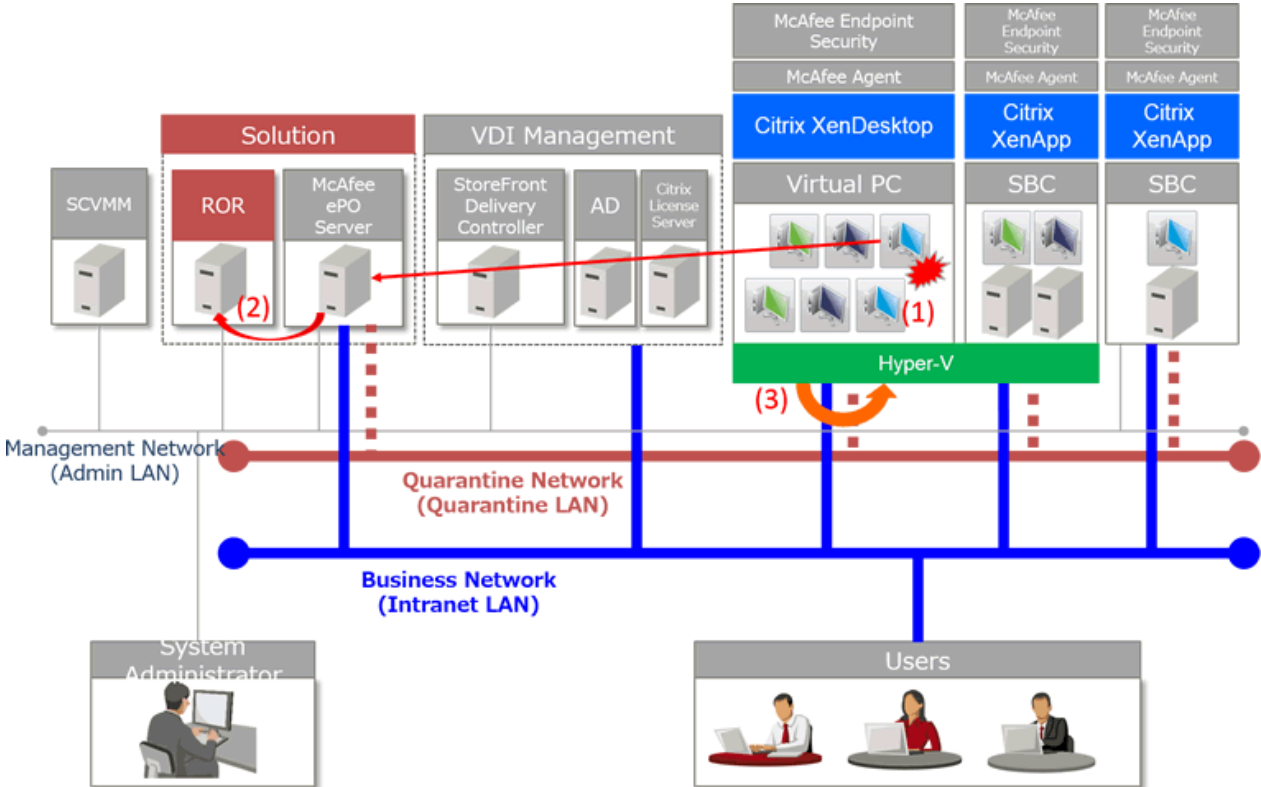 McAfee Endpoint
Security
McAfee
Endpoint
Security
McAfee
Endpoint
Security
McAfee Agent
McAfee Agent
McAfee Agent
Citrix XenDesktop
Citrix
XenApp
Citrix
XenApp
Solution
VDI Management
SCVMM
ROR
McAfee
ePO
Server
StoreFront
Delivery
Controller
AD
Citrix
License
Server
Virtual PC
SBC
SBC
(2)
(1)
Hyper-V
(3)
Management Network
(Admin LAN)
Quarantine Network
(Quarantine LAN)
Business Network
(Intranet LAN)
System
Administrator
Users